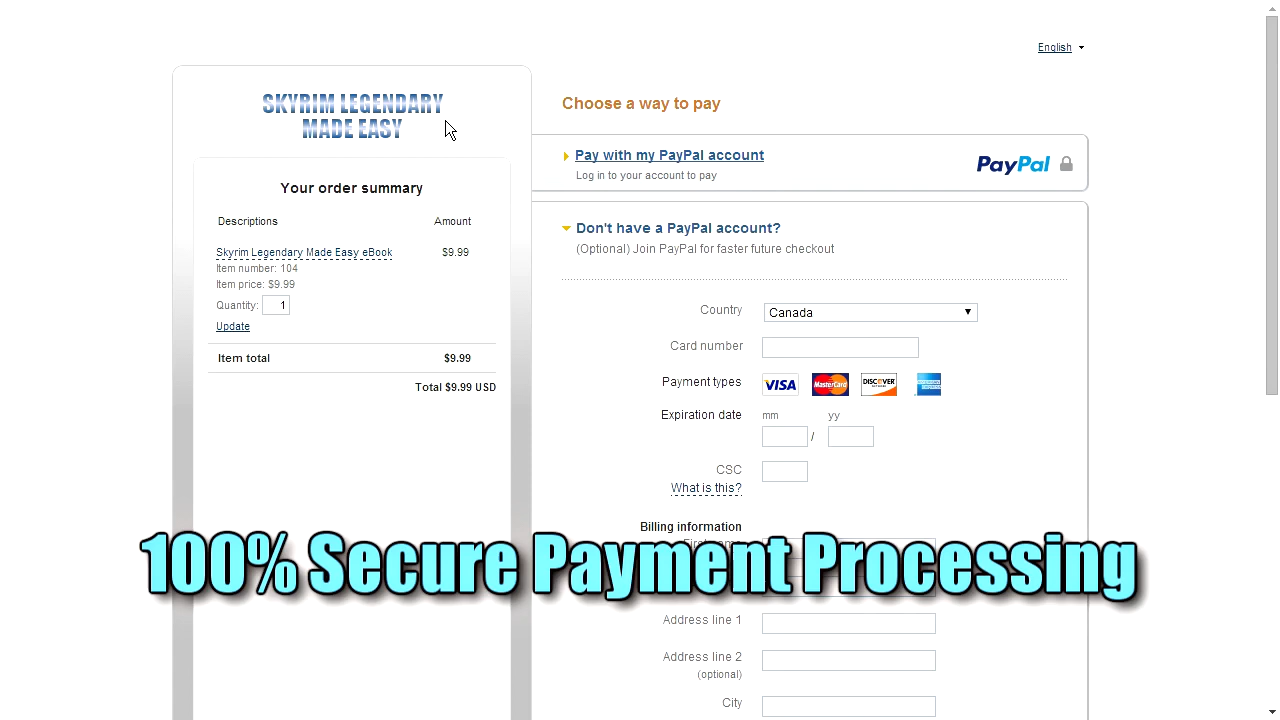 English
SKYRIM LEGENDARY
MADE EASY
Your order summary
Descriptions Amount
Skyrim Legendary Made Easy eBook $9.99
Item number: 104
Item price: $9.99
Quantity: 1
Update
Item total $9.99
Total $9.99 USD
Choose a way to pay
Pay with my PayPal account
Log in to your account to pay
PayPal
Don't have a PayPal account?
(Optional) Join PayPal for faster future checkout
Country Canada
Card number
Payment types VISA MasterCard DISCOVER
Expiration date mm yy
/
CSC
What is this?
Billing information
100% Secure Payment Processing
Address line 1
Address line 2
(optional)
City